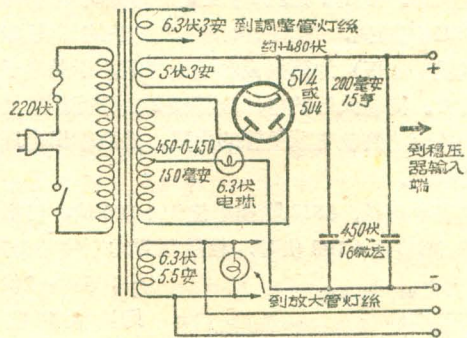 6.3伏3安 到調整管灯絲
約+480伏
5伏3安
5V4
或
5U4
200毫安
15亨
+
220伏
450-0-450
150毫安
6.3伏
电珠
到穩压
器輸入
端
450伏
16微法
6.3伏
5.5安
到放大管灯絲
-